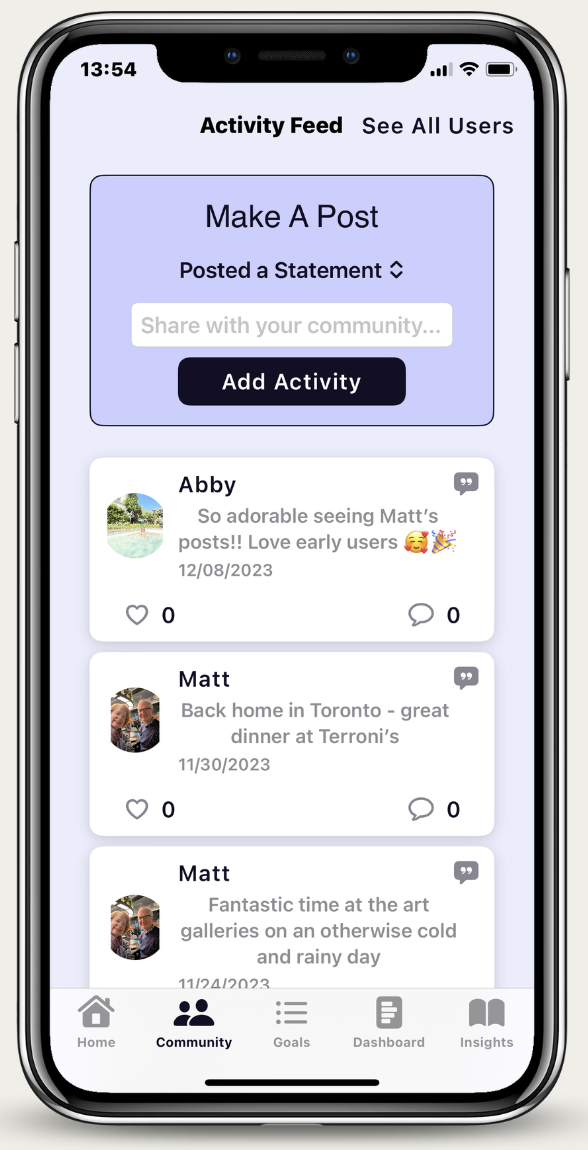 13:54
Activity Feed See All Users
Make A Post
Posted a Statement
Share with your community...
Add Activity
Abby
So adorable seeing Matt’s
posts!! Love early users 🥰🎉
12/08/2023
0 0
Matt
Back home in Toronto - great
dinner at Terroni’s
11/30/2023
0 0
Matt
Fantastic time at the art
galleries on an otherwise cold
and rainy day
11/24/2023
Home Community Goals Dashboard Insights